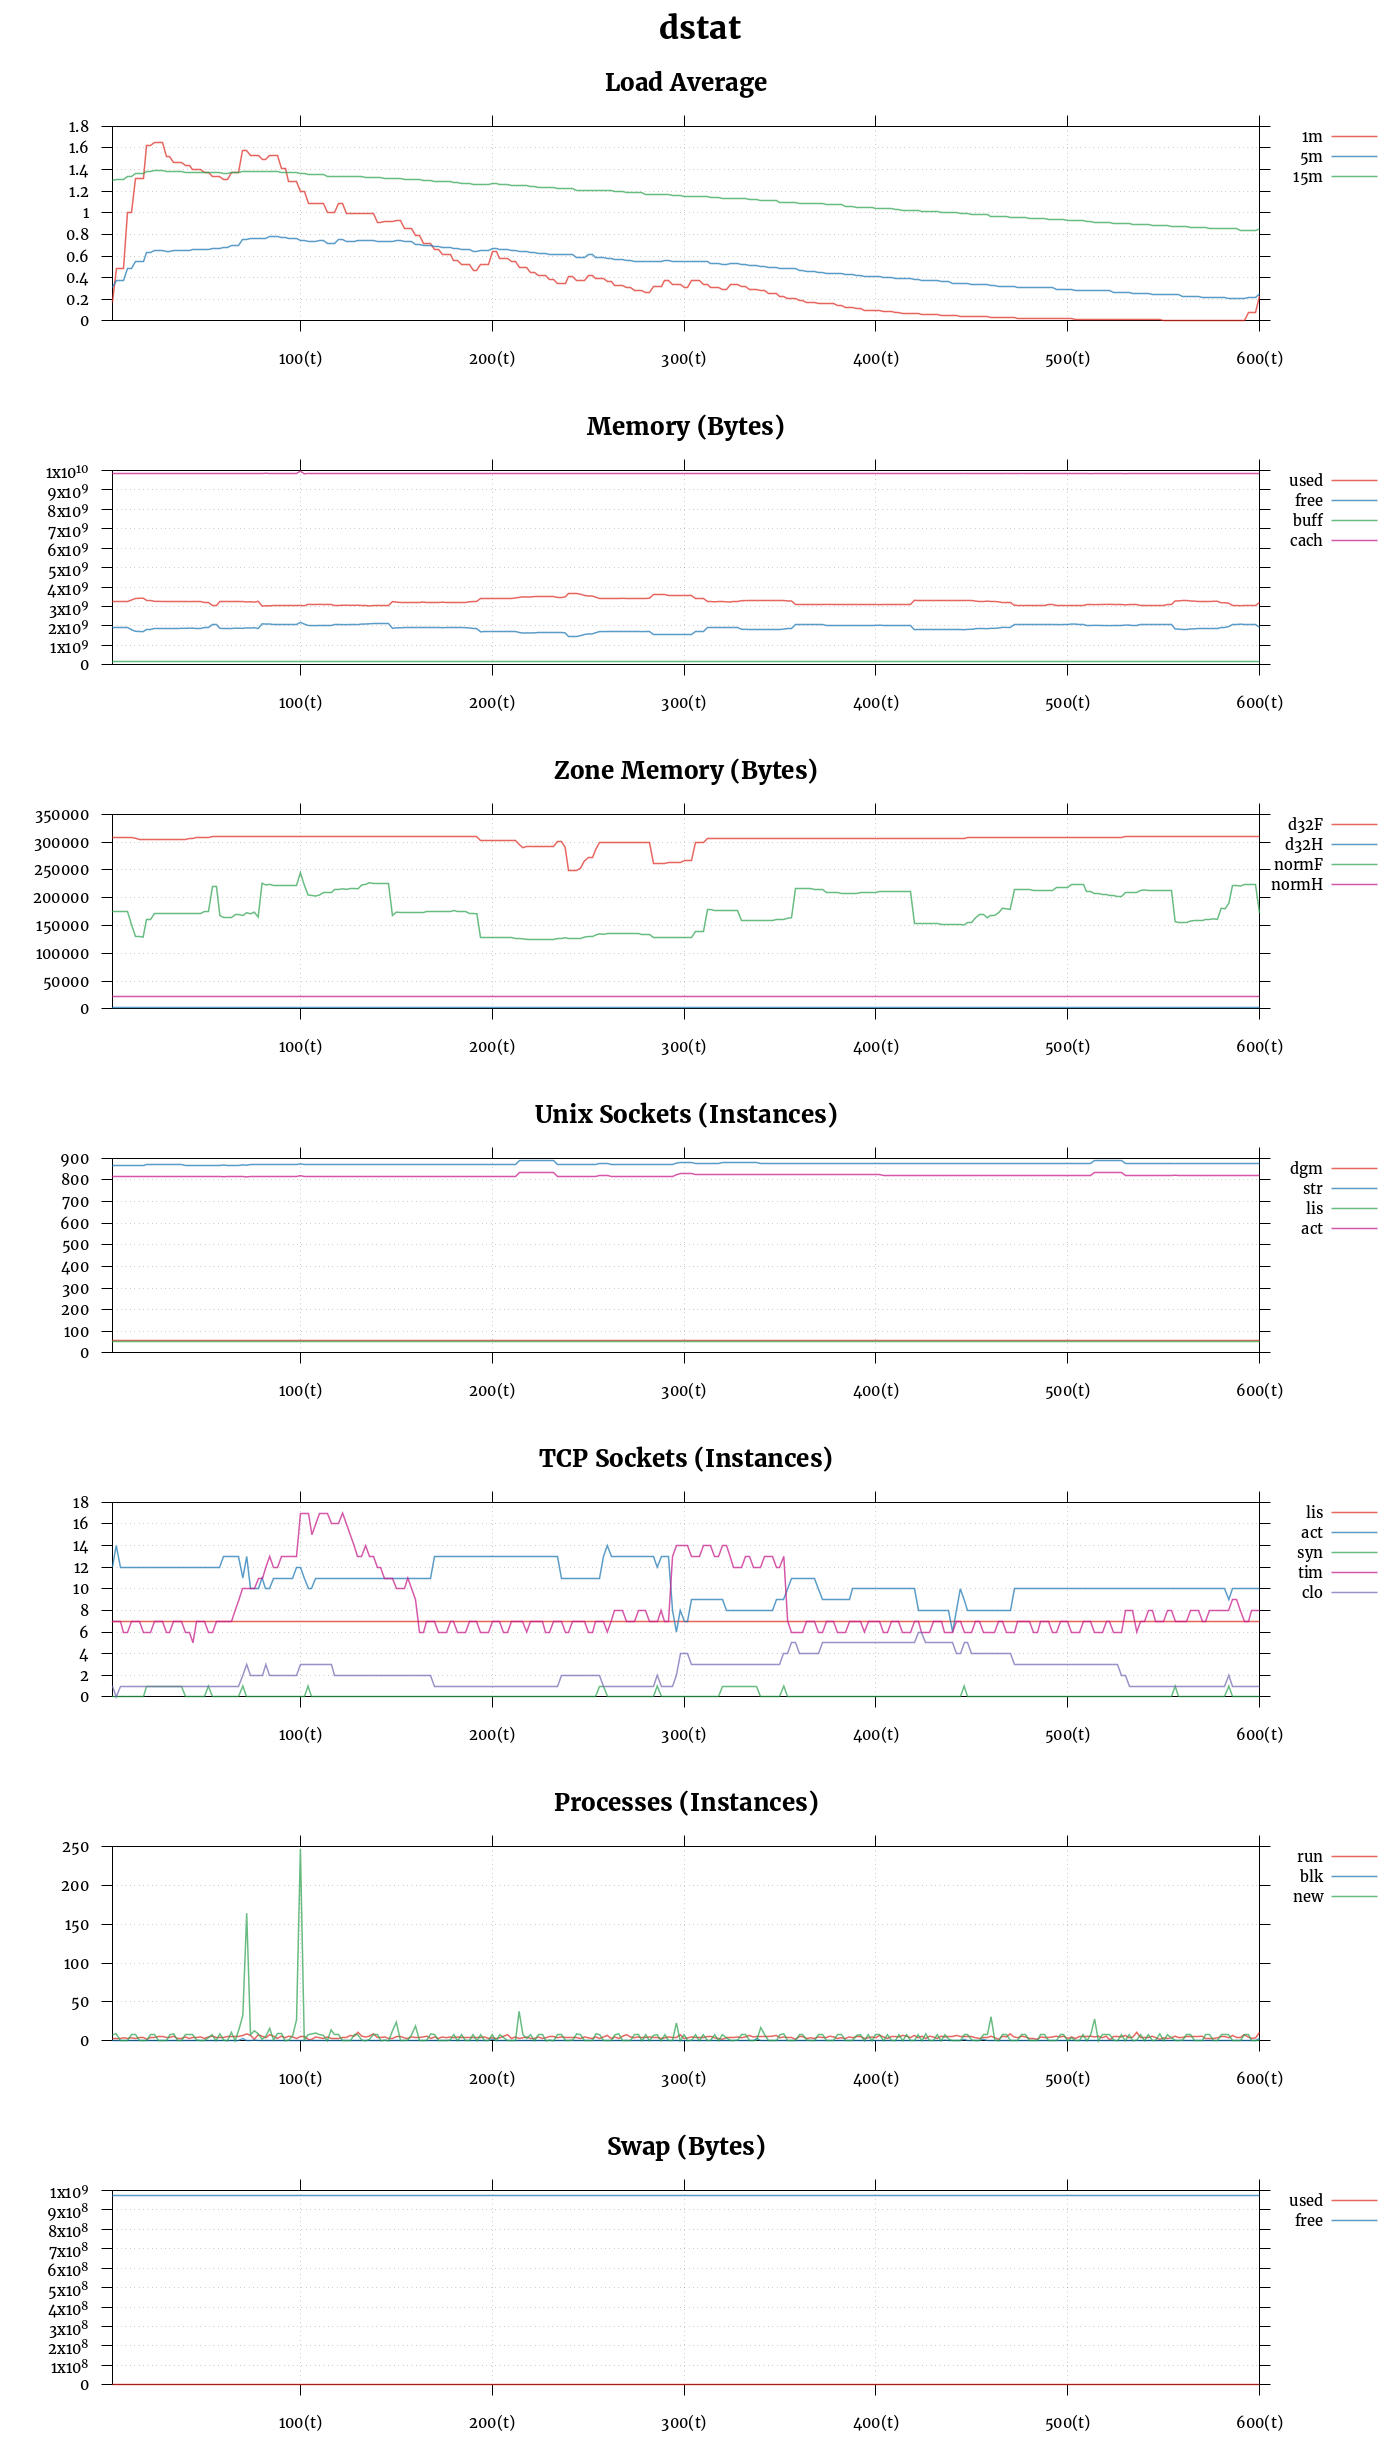 dstat
Load Average
1.8
1.6
1.4
1.2
1
0.8
0.6
0.4
0.2
0
100(t) 200(t) 300(t) 400(t) 500(t) 600(t)
1m
5m
15m
Memory (Bytes)
1x10¹⁰
9x10⁹
8x10⁹
7x10⁹
6x10⁹
5x10⁹
4x10⁹
3x10⁹
2x10⁹
1x10⁹
0
100(t) 200(t) 300(t) 400(t) 500(t) 600(t)
used
free
buff
cach
Zone Memory (Bytes)
350000
300000
250000
200000
150000
100000
50000
0
100(t) 200(t) 300(t) 400(t) 500(t) 600(t)
d32F
d32H
normF
normH
Unix Sockets (Instances)
900
800
700
600
500
400
300
200
100
0
100(t) 200(t) 300(t) 400(t) 500(t) 600(t)
dgm
str
lis
act
TCP Sockets (Instances)
18
16
14
12
10
8
6
4
2
0
100(t) 200(t) 300(t) 400(t) 500(t) 600(t)
lis
act
syn
tim
clo
Processes (Instances)
250
200
150
100
50
0
100(t) 200(t) 300(t) 400(t) 500(t) 600(t)
run
blk
new
Swap (Bytes)
1x10⁹
9x10⁸
8x10⁸
7x10⁸
6x10⁸
5x10⁸
4x10⁸
3x10⁸
2x10⁸
1x10⁸
0
100(t) 200(t) 300(t) 400(t) 500(t) 600(t)
used
free